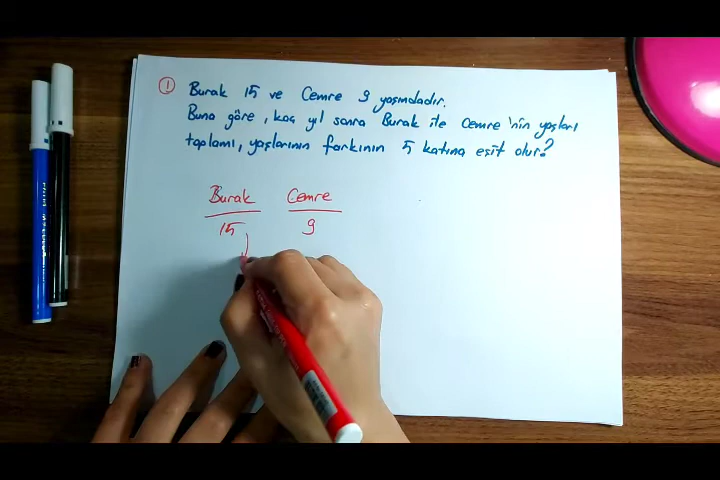 1 Burak 15 ve Cemre 9 yaşındadır.
Buna göre, kaç yıl sonra Burak ile Cemre'nin yaşları
toplamı, yaşlarının farkının 5 katına eşit olur?
Burak Cemre
15 9